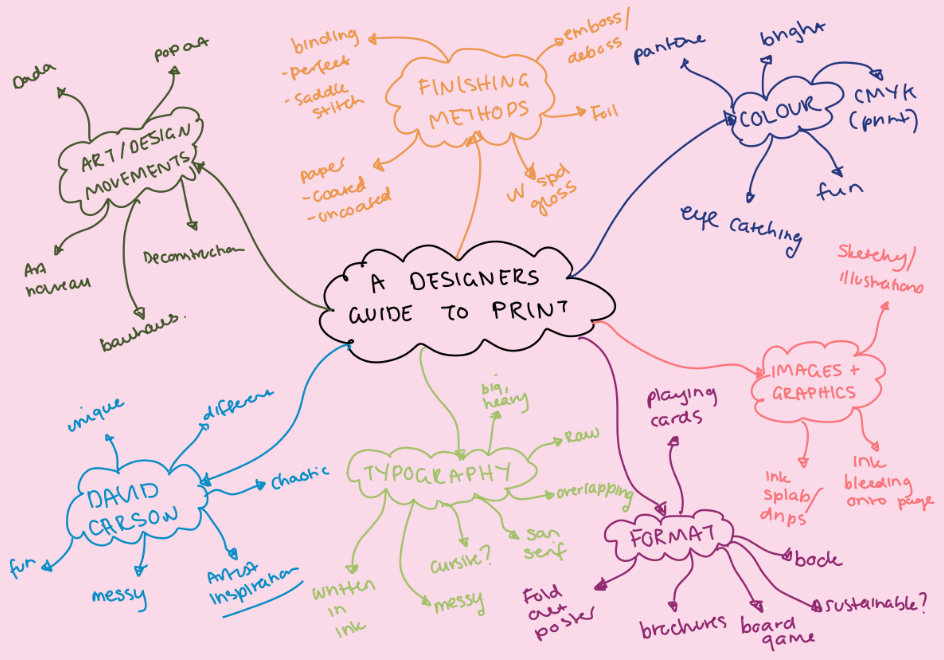 A DESIGNERS
GUIDE TO PRINT
ART/DESIGN
MOVEMENTS
Dada
pop art
Art
nouveau
bauhaus.
Deconstruction
FINISHING
METHODS
binding
- perfect
- saddle
stitch
emboss/
deboss
Foil
paper
- coated
- uncoated
UV spot
gloss
COLOUR
pantone
bright
CMYK
(print)
eye catching
fun
IMAGES +
GRAPHICS
Sketchy/
illustrations
ink
drips
ink
bleeding
onto page
FORMAT
playing
cards
book
sustainable?
board
game
brochures
Fold
out
poster
TYPOGRAPHY
big,
heavy
Raw
overlapping
san
serif
cursive?
messy
written
in
ink
DAVID
CARSON
unique
different
chaotic
Artist
inspiration
messy
fun